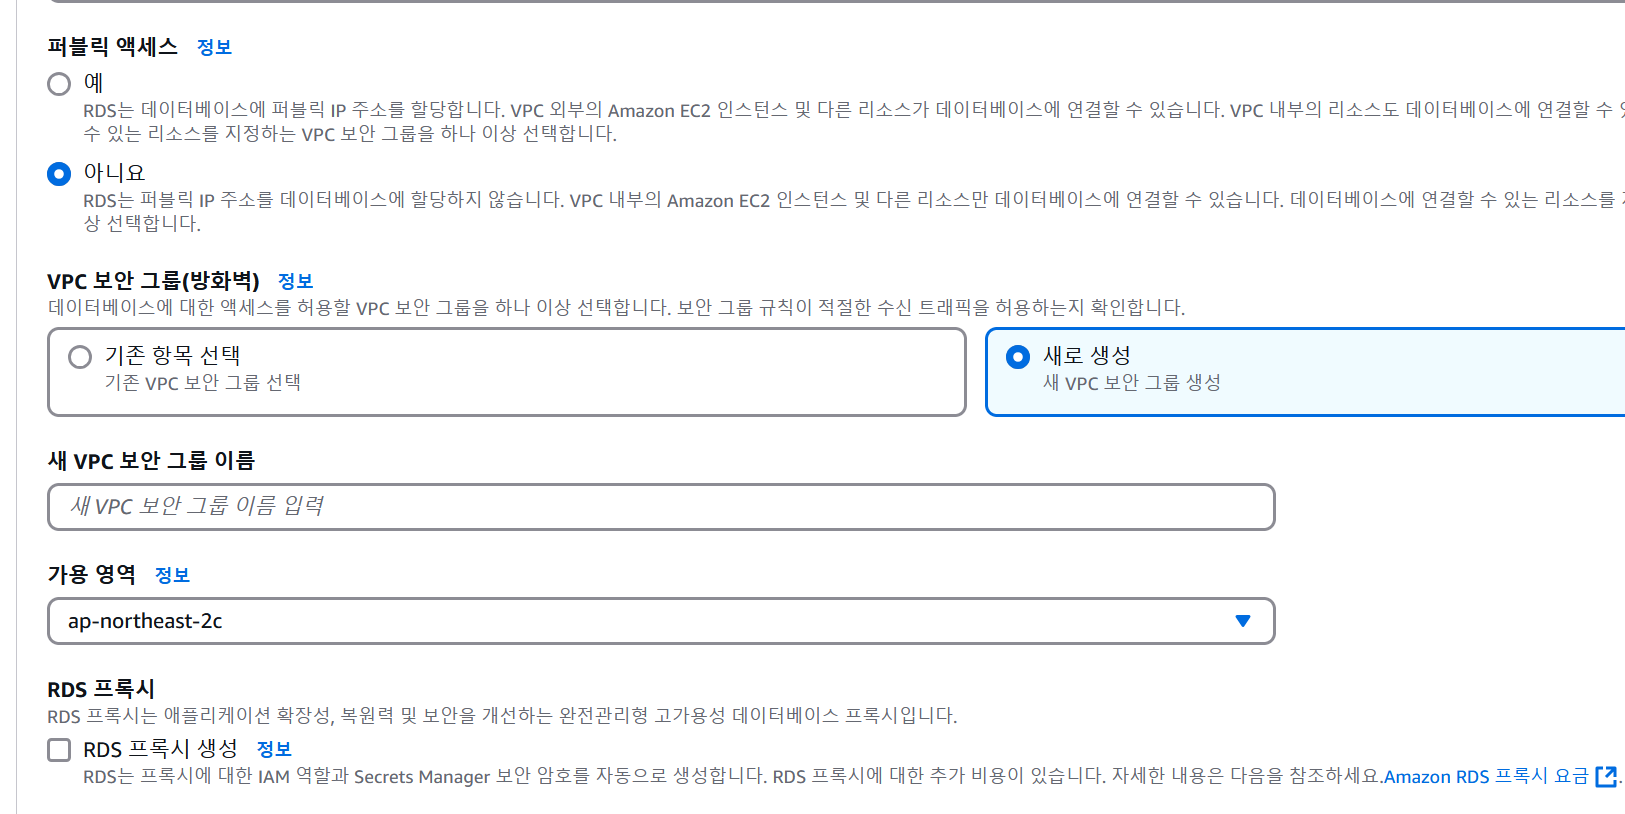 퍼블릭 액세스 정보
예
RDS는 데이터베이스에 퍼블릭 IP 주소를 할당합니다. VPC 외부의 Amazon EC2 인스턴스 및 다른 리소스가 데이터베이스에 연결할 수 있습니다. VPC 내부의 리소스도 데이터베이스에 연결할 수
수 있는 리소스를 지정하는 VPC 보안 그룹을 하나 이상 선택합니다.
아니요
RDS는 퍼블릭 IP 주소를 데이터베이스에 할당하지 않습니다. VPC 내부의 Amazon EC2 인스턴스 및 다른 리소스만 데이터베이스에 연결할 수 있습니다. 데이터베이스에 연결할 수 있는 리소스를
상 선택합니다.
VPC 보안 그룹(방화벽) 정보
데이터베이스에 대한 액세스를 허용할 VPC 보안 그룹을 하나 이상 선택합니다. 보안 그룹 규칙이 적절한 수신 트래픽을 허용하는지 확인합니다.
기존 항목 선택
기존 VPC 보안 그룹 선택
새로 생성
새 VPC 보안 그룹 생성
새 VPC 보안 그룹 이름
새 VPC 보안 그룹 이름 입력
가용 영역 정보
ap-northeast-2c
RDS 프록시
RDS 프록시는 애플리케이션 확장성, 복원력 및 보안을 개선하는 완전관리형 고가용성 데이터베이스 프록시입니다.
RDS 프록시 생성 정보
RDS는 프록시에 대한 IAM 역할과 Secrets Manager 보안 암호를 자동으로 생성합니다. RDS 프록시에 대한 추가 비용이 있습니다. 자세한 내용은 다음을 참조하세요.Amazon RDS 프록시 요금.